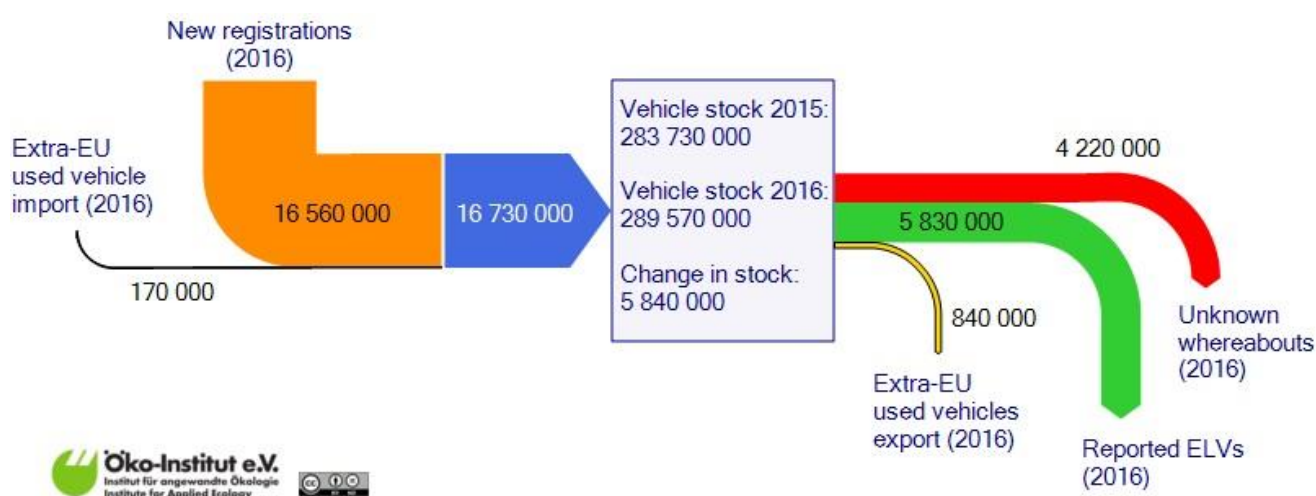 New registrations
(2016)
Extra-EU
used vehicle
import (2016)
170 000
16 560 000
16 730 000
Vehicle stock 2015:
283 730 000
Vehicle stock 2016:
289 570 000
Change in stock:
5 840 000
4 220 000
5 830 000
840 000
Unknown
whereabouts
(2016)
Extra-EU
used vehicles
export (2016)
Reported ELVs
(2016)
Öko-Institut e.V.
Institut für angewandte Ökologie
Institute for Applied Ecology